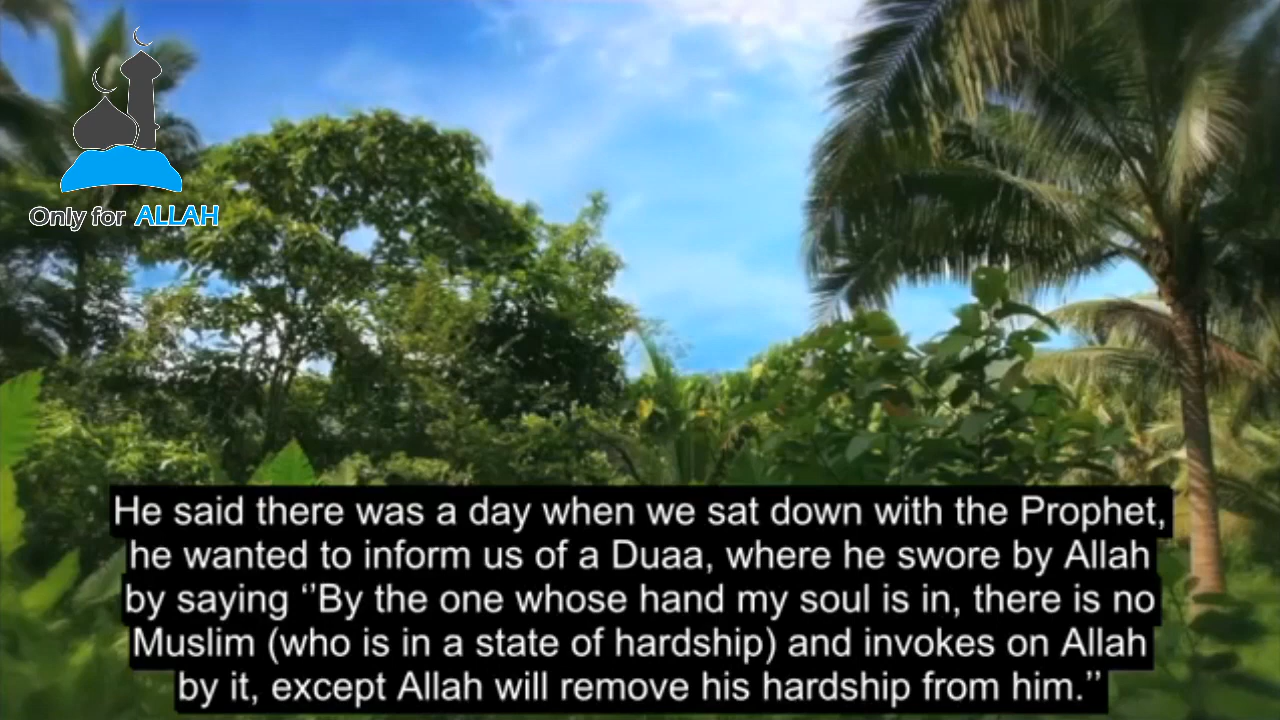 Only for ALLAH
He said there was a day when we sat down with the Prophet,
he wanted to inform us of a Duaa, where he swore by Allah
by saying ‘’By the one whose hand my soul is in, there is no
Muslim (who is in a state of hardship) and invokes on Allah
by it, except Allah will remove his hardship from him.’’